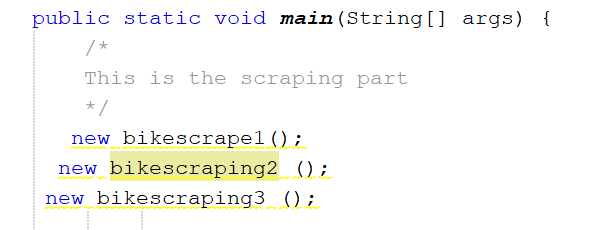 public static void main(String[] args) {
/*
This is the scraping part
*/
new bikescrape1();
new bikescraping2 ();
new bikescraping3 ();